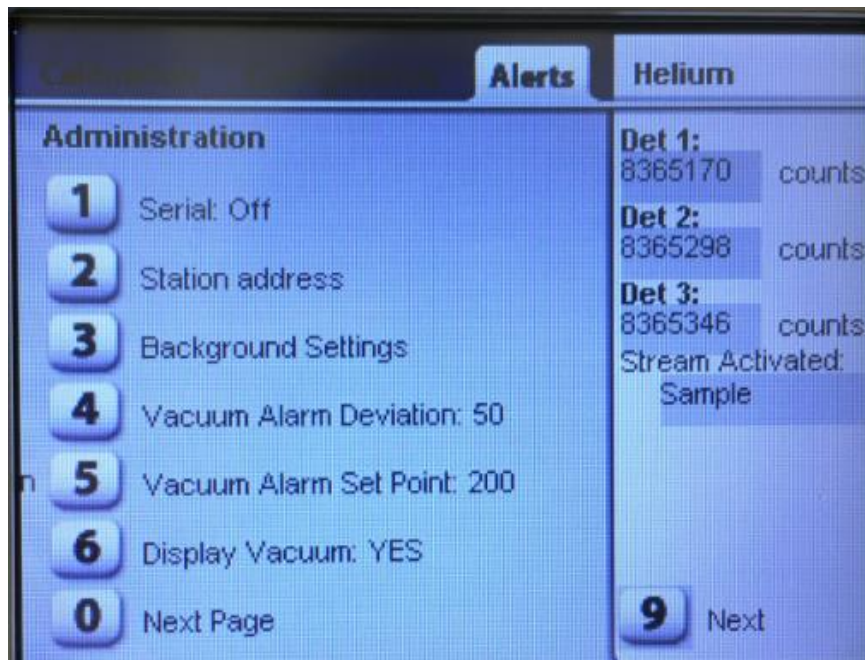 Alerts
Helium
Administration
1 Serial: Off
2 Station address
3 Background Settings
4 Vacuum Alarm Deviation: 50
5 Vacuum Alarm Set Point: 200
n
6 Display Vacuum: YES
0 Next Page
Det 1:
8365170 counts
Det 2:
8365298 counts
Det 3:
8365346 counts
Stream Activated:
Sample
9 Next